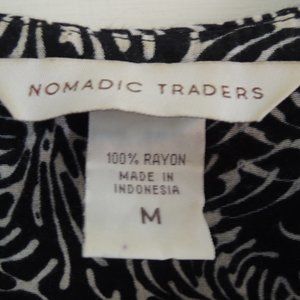 NOMADIC TRADERS
100% RAYON
MADE IN
INDONESIA
M